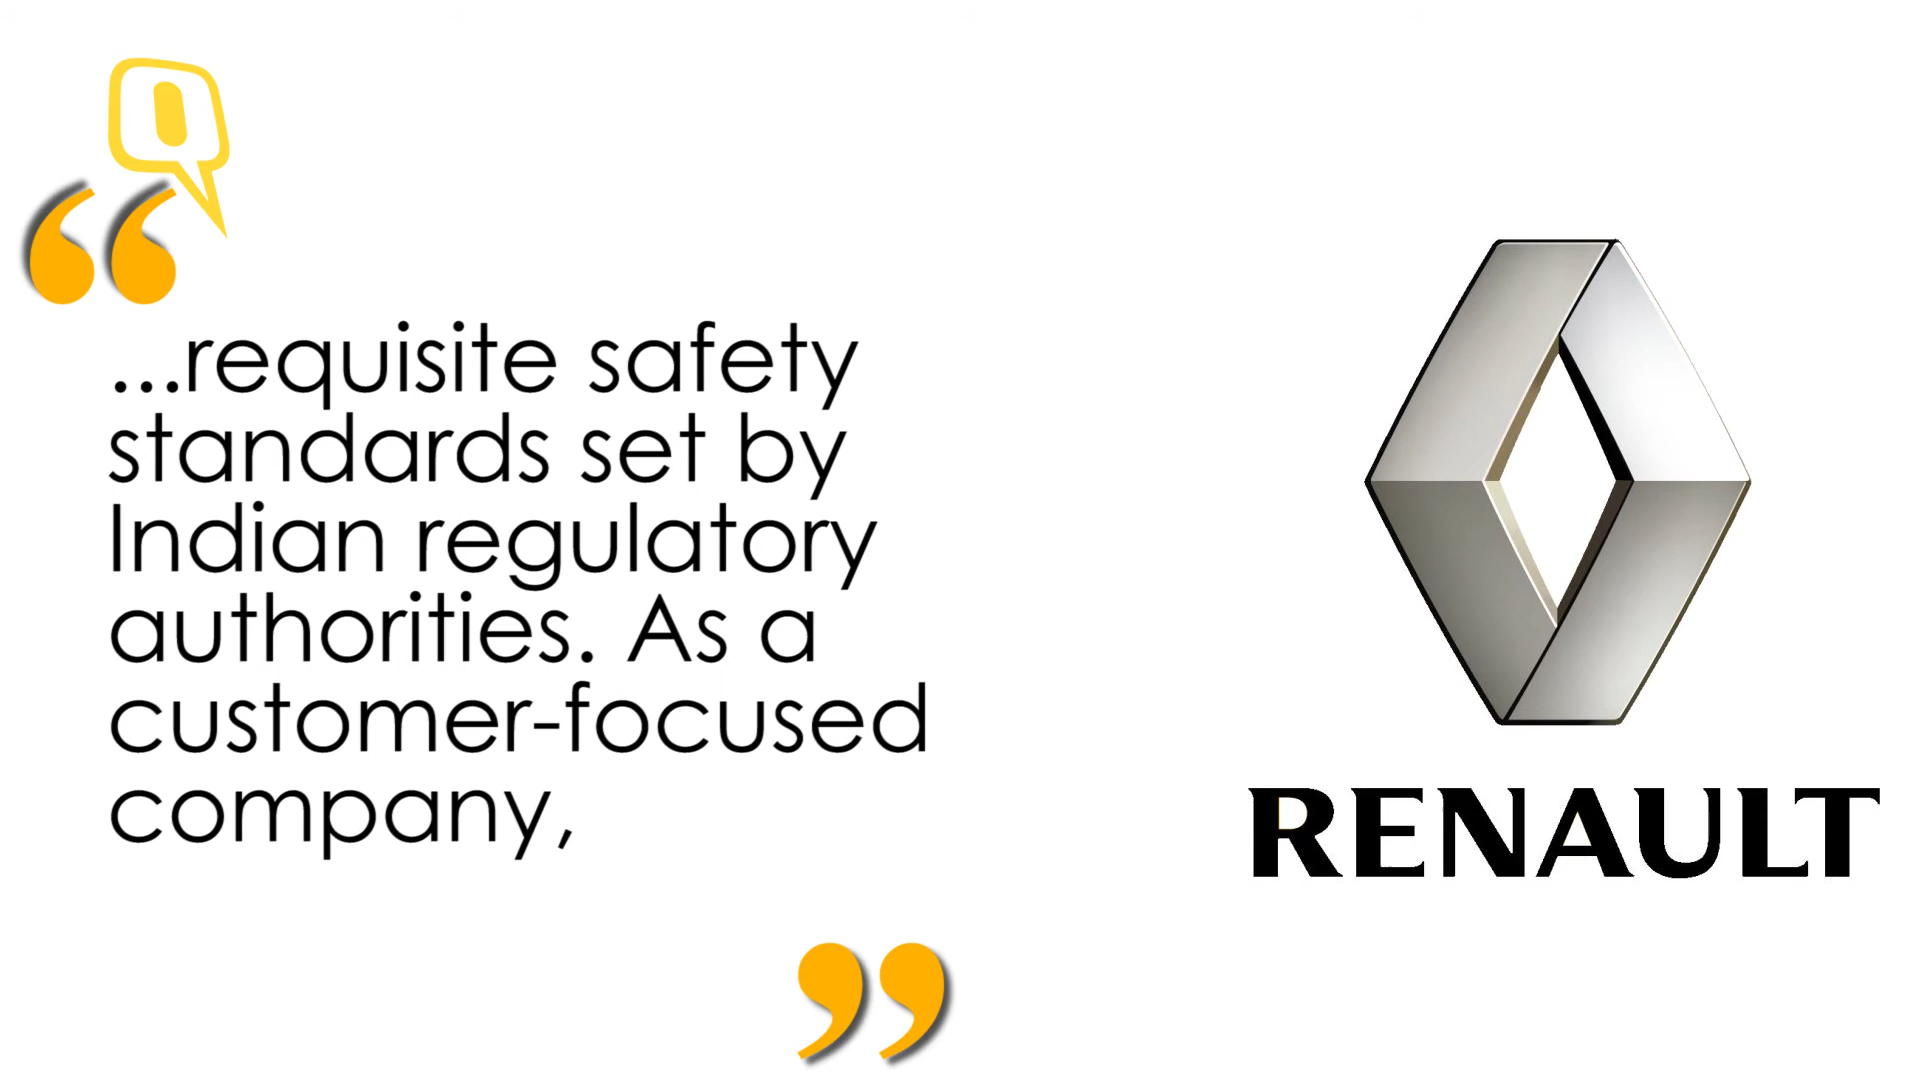 ...requisite safety
standards set by
Indian regulatory
authorities. As a
customer-focused
company,
RENAULT